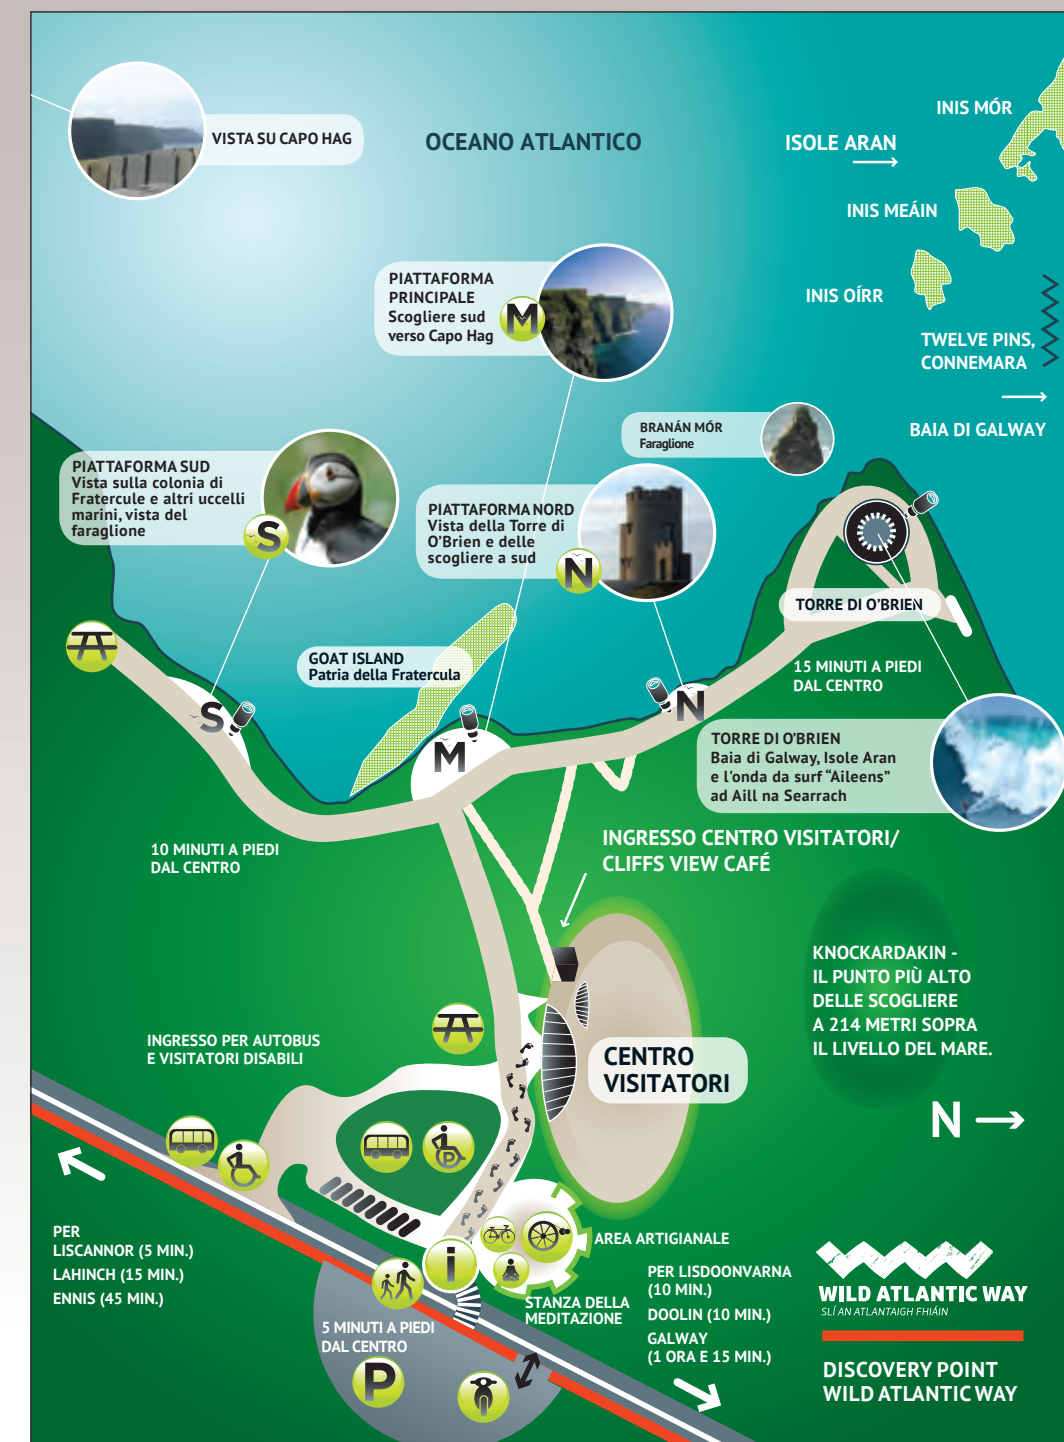 VISTA SU CAPO HAG
OCEANO ATLANTICO
ISOLE ARAN
INIS MÓR
INIS MEÁIN
INIS OÍRR
TWELVE PINS,
CONNEMARA
BAIA DI GALWAY
PIATTAFORMA
PRINCIPALE
Scogliere sud
verso Capo Hag
M
BRANÁN MÓR
Faraglione
PIATTAFORMA SUD
Vista sulla colonia di
Fratercule e altri uccelli
marini, vista del
faraglione
S
PIATTAFORMA NORD
Vista della Torre di
O'Brien e delle
scogliere a sud
N
TORRE DI O'BRIEN
GOAT ISLAND
Patria della Fratercula
15 MINUTI A PIEDI
DAL CENTRO
S
M
N
TORRE DI O'BRIEN
Baia di Galway, Isole Aran
e l'onda da surf “Aileens”
ad Aill na Searrach
10 MINUTI A PIEDI
DAL CENTRO
INGRESSO CENTRO VISITATORI/
CLIFFS VIEW CAFÉ
KNOCKARDAKIN -
IL PUNTO PIÙ ALTO
DELLE SCOGLIERE
A 214 METRI SOPRA
IL LIVELLO DEL MARE.
INGRESSO PER AUTOBUS
E VISITATORI DISABILI
CENTRO
VISITATORI
N
P
PER
LISCANNOR (5 MIN.)
LAHINCH (15 MIN.)
ENNIS (45 MIN.)
i
AREA ARTIGIANALE
STANZA DELLA
MEDITAZIONE
PER LISDOONVARNA
(10 MIN.)
DOOLIN (10 MIN.)
GALWAY
(1 ORA E 15 MIN.)
5 MINUTI A PIEDI
DAL CENTRO
P
WILD ATLANTIC WAY
SLÍ AN ATLANTAIGH FHIÁIN
DISCOVERY POINT
WILD ATLANTIC WAY